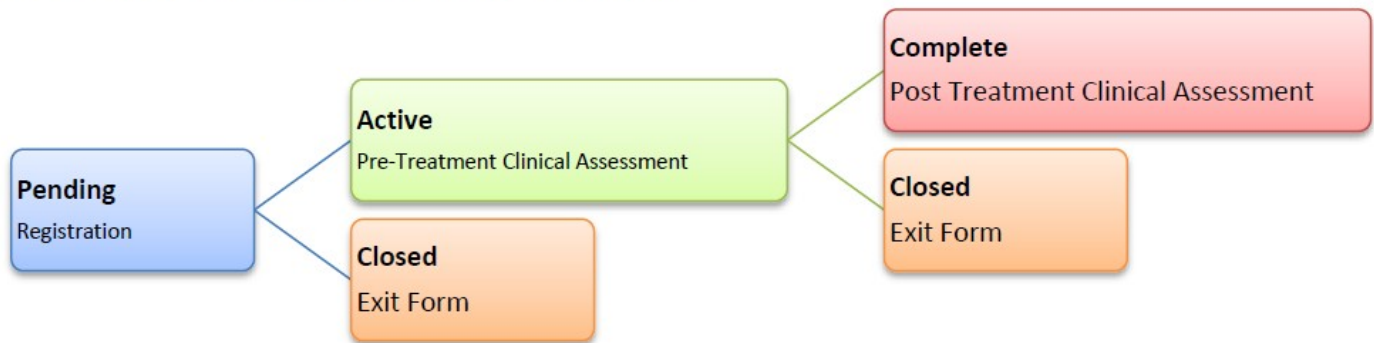 Pending
Registration
Active
Pre-Treatment Clinical Assessment
Closed
Exit Form
Complete
Post Treatment Clinical Assessment
Closed
Exit Form